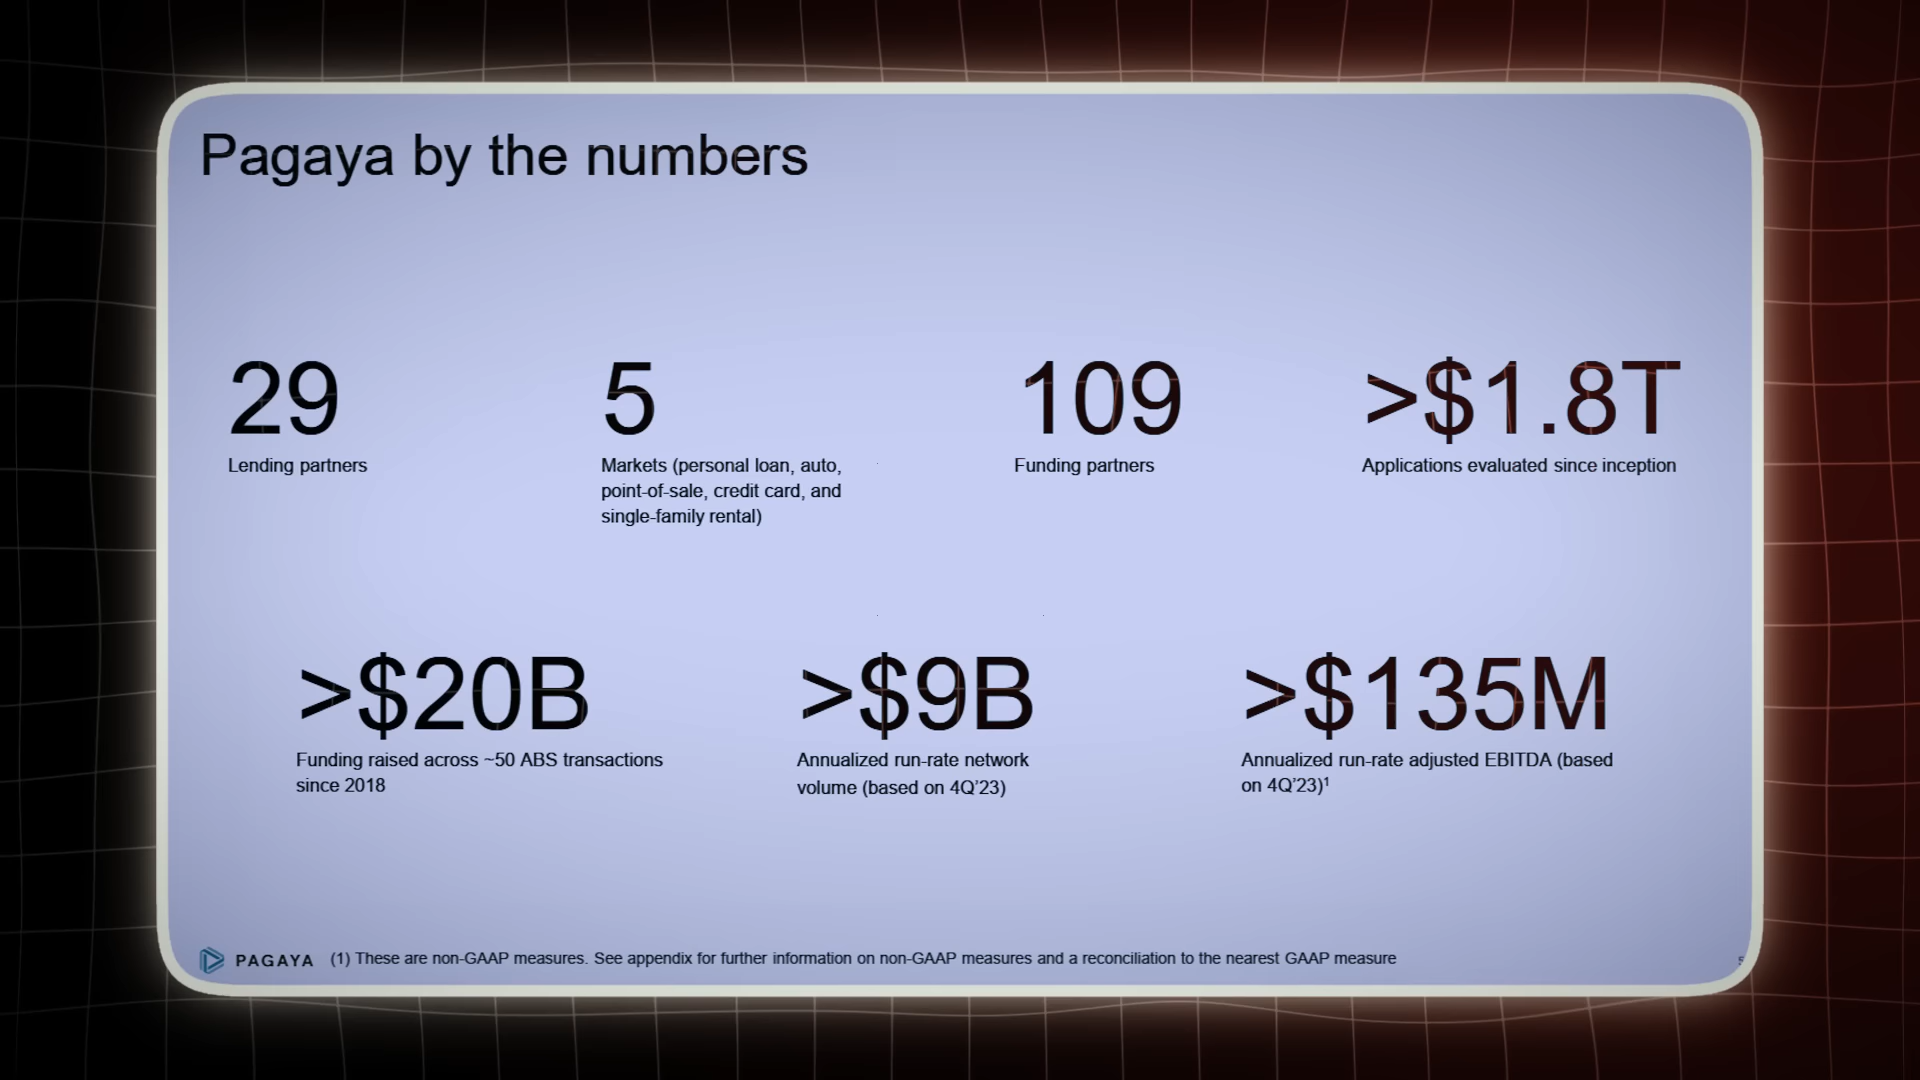 Pagaya by the numbers
29
Lending partners
5
Markets (personal loan, auto,
point-of-sale, credit card, and
single-family rental)
109
Funding partners
>$1.8T
Applications evaluated since inception
>$20B
Funding raised across ~50 ABS transactions
since 2018
>$9B
Annualized run-rate network
volume (based on 4Q’23)
>$135M
Annualized run-rate adjusted EBITDA (based
on 4Q’23)¹
PAGAYA
(1) These are non-GAAP measures. See appendix for further information on non-GAAP measures and a reconciliation to the nearest GAAP measure